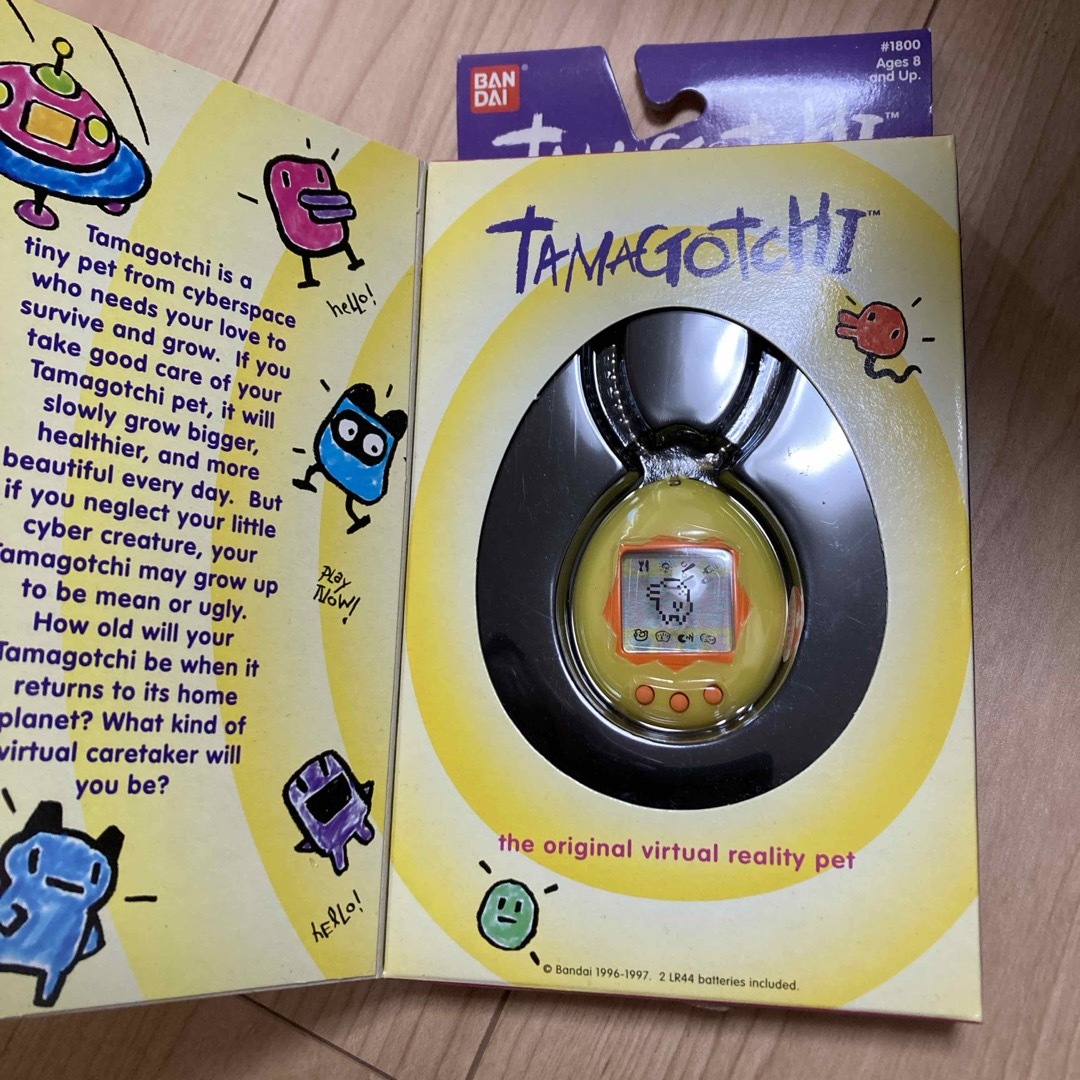 Tamagotchi is a
tiny pet from cyberspace
who needs your love to
survive and grow. If you
take good care of your
Tamagotchi pet, it will
slowly grow bigger,
healthier, and more
beautiful every day. But
if you neglect your little
cyber creature, your
Tamagotchi may grow up
to be mean or ugly.
How old will your
Tamagotchi be when it
returns to its home
planet? What kind of
virtual caretaker will
you be?
hello!
PLAY
NOW!
hELLO!
BAN
DAI
#1800
Ages 8
and Up.
TAMAGOTCHI™
TAMAGOTCHI™
the original virtual reality pet
© Bandai 1996-1997. 2 LR44 batteries included.